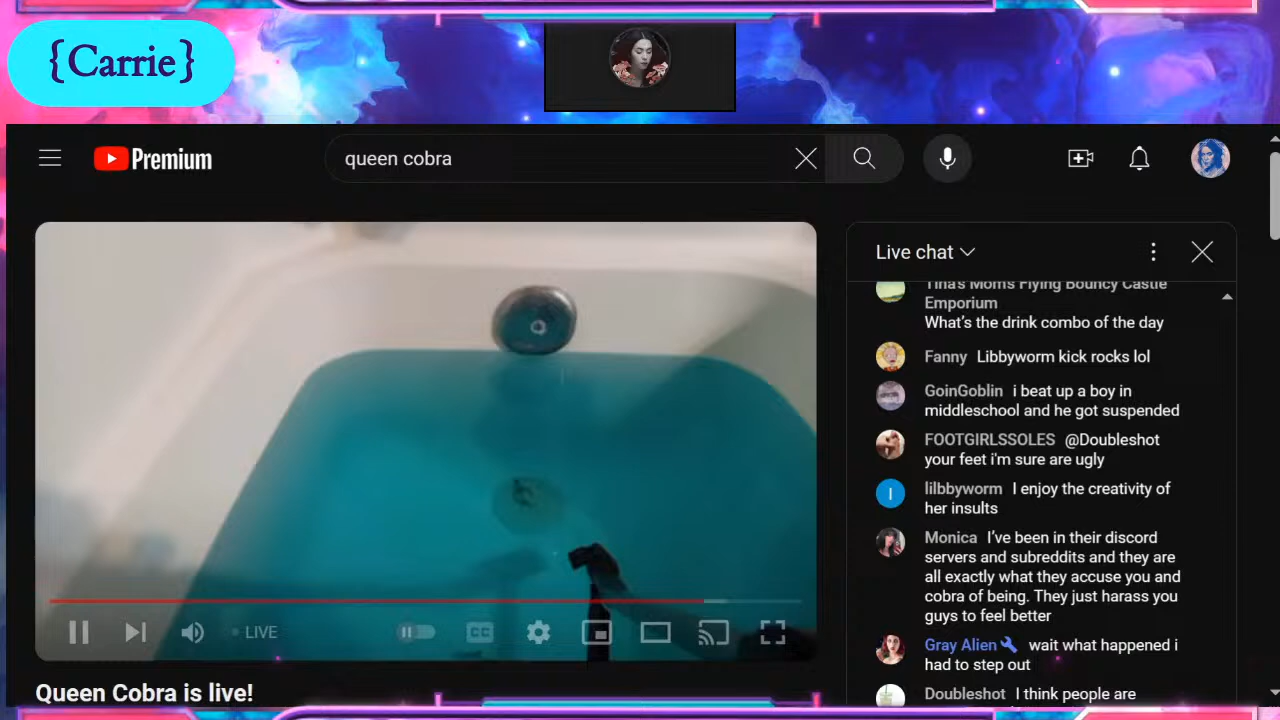 {Carrie}
Premium
queen cobra
Live chat
Tina's Mom's Flying Bouncy Castle
Emporium
What's the drink combo of the day
Fanny Libbyworm kick rocks lol
GoinGoblin i beat up a boy in
middleschool and he got suspended
FOOTGIRLSSOLES @Doubleshot
your feet i'm sure are ugly
I
lilbbyworm I enjoy the creativity of
her insults
Monica I've been in their discord
servers and subreddits and they are
all exactly what they accuse you and
cobra of being. They just harass you
guys to feel better
Gray Alien wait what happened i
had to step out
Doubleshot I think people are
LIVE
CC
Queen Cobra is live!